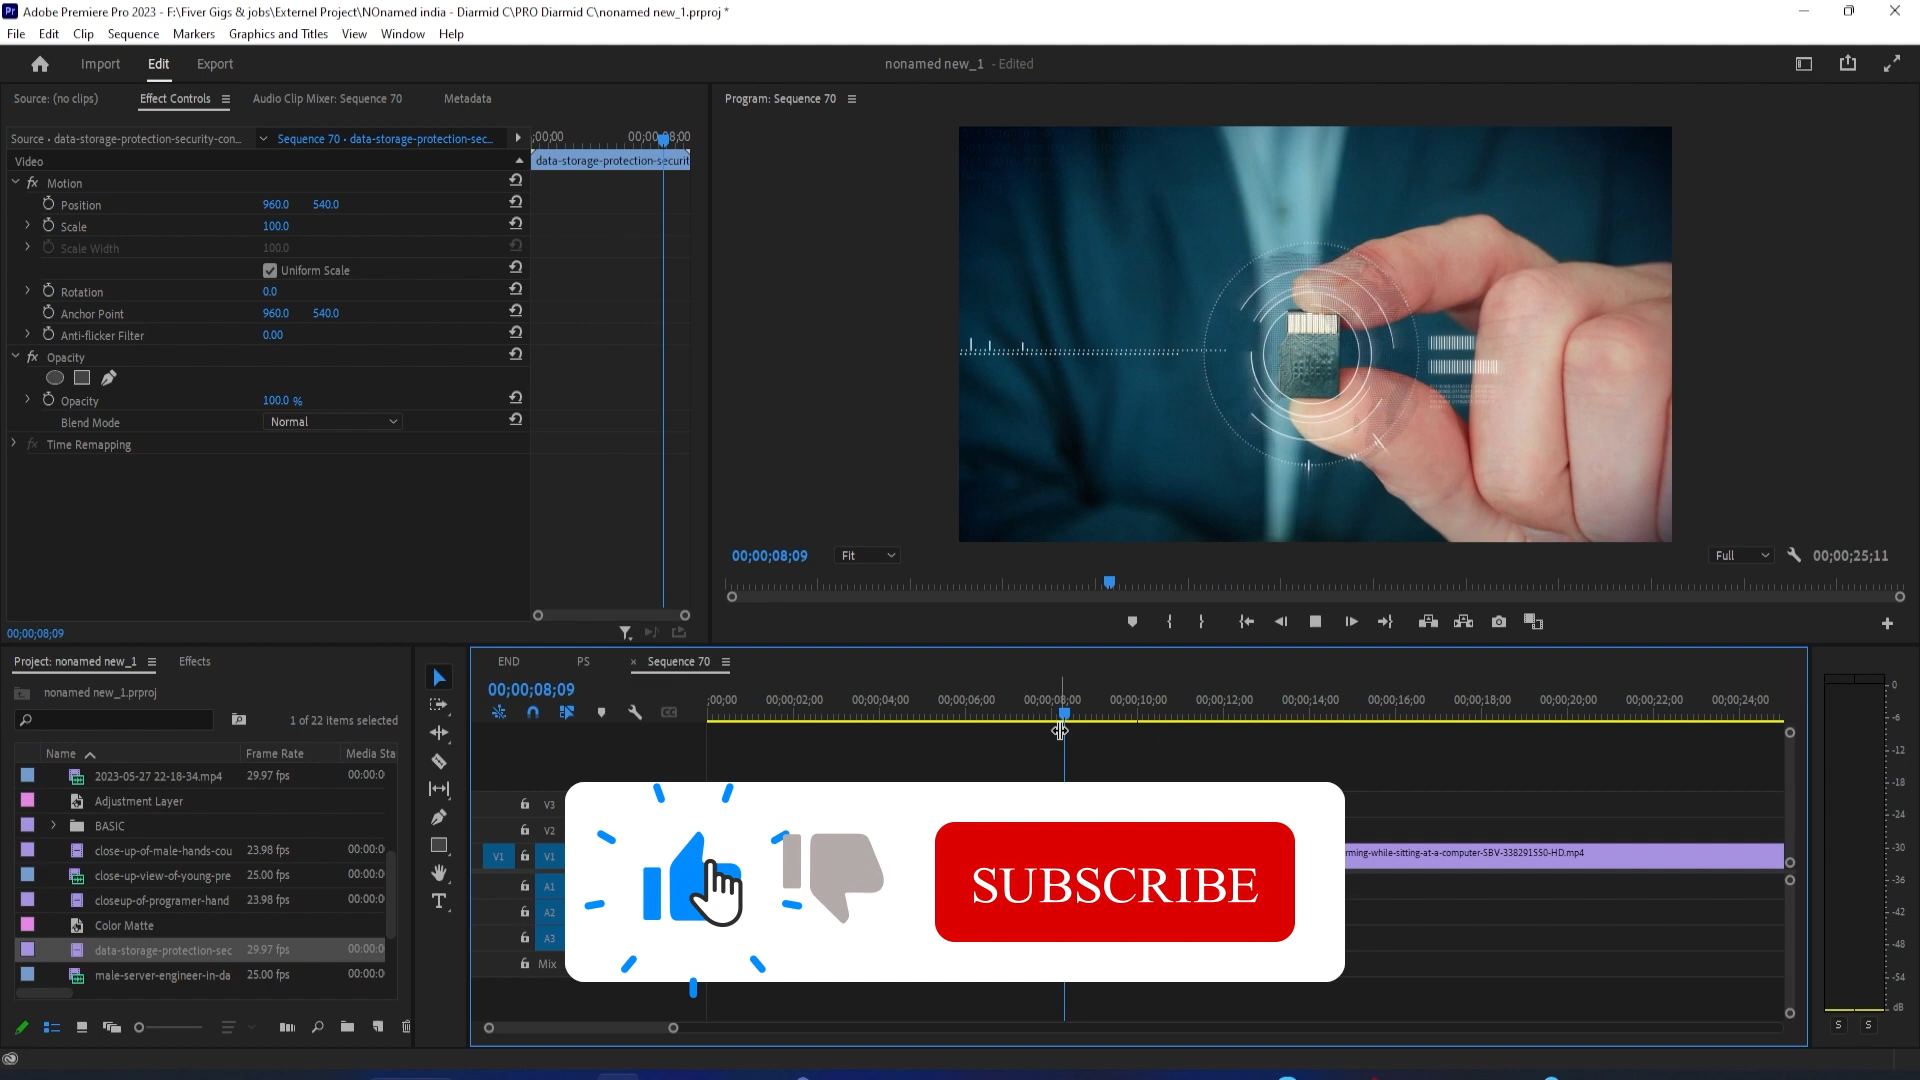 Pr Adobe Premiere Pro 2023 - F:\Fiver Gigs & jobs\Externel Project\NOnamed india - Diarmid C\PRO Diarmid C\nonamed new_1.prproj *
File Edit Clip Sequence Markers Graphics and Titles View Window Help
Import Edit Export nonamed new_1 - Edited
Source: (no clips) Effect Controls Audio Clip Mixer: Sequence 70 Metadata Program: Sequence 70
Source • data-storage-protection-security-con... Sequence 70 • data-storage-protection-sec... ;00;00 00;00;08;00
Video data-storage-protection-securit
fx Motion
Position 960.0 540.0
Scale 100.0
Scale Width 100.0
Uniform Scale
Rotation 0.0
Anchor Point 960.0 540.0
Anti-flicker Filter 0.00
fx Opacity
Opacity 100.0 %
Blend Mode Normal
fx Time Remapping
00;00;08;09 Fit Full 00;00;25;11
00;00;08;09
Project: nonamed new_1 Effects
nonamed new_1.prproj
1 of 22 items selected
Name Frame Rate Media Sta
2023-05-27 22-18-34.mp4 29.97 fps 00:00:0
Adjustment Layer
BASIC
close-up-of-male-hands-cou 23.98 fps 00:00:0
close-up-view-of-young-pre 25.00 fps 00:00:0
closeup-of-programer-hand 23.98 fps 00:00:0
Color Matte
data-storage-protection-sec 29.97 fps 00:00:0
male-server-engineer-in-da 25.00 fps 00:00:0
END PS × Sequence 70
00;00;08;09
;00;00 00;00;02;00 00;00;04;00 00;00;06;00 00;00;08;00 00;00;10;00 00;00;12;00 00;00;14;00 00;00;16;00 00;00;18;00 00;00;20;00 00;00;22;00 00;00;24;00
V3
V2
V1 V1 rming-while-sitting-at-a-computer-SBV-338291550-HD.mp4
A1
A2
A3
Mix
SUBSCRIBE
0
-6
-12
-18
-24
-30
-36
-42
-48
-54
dB
S S